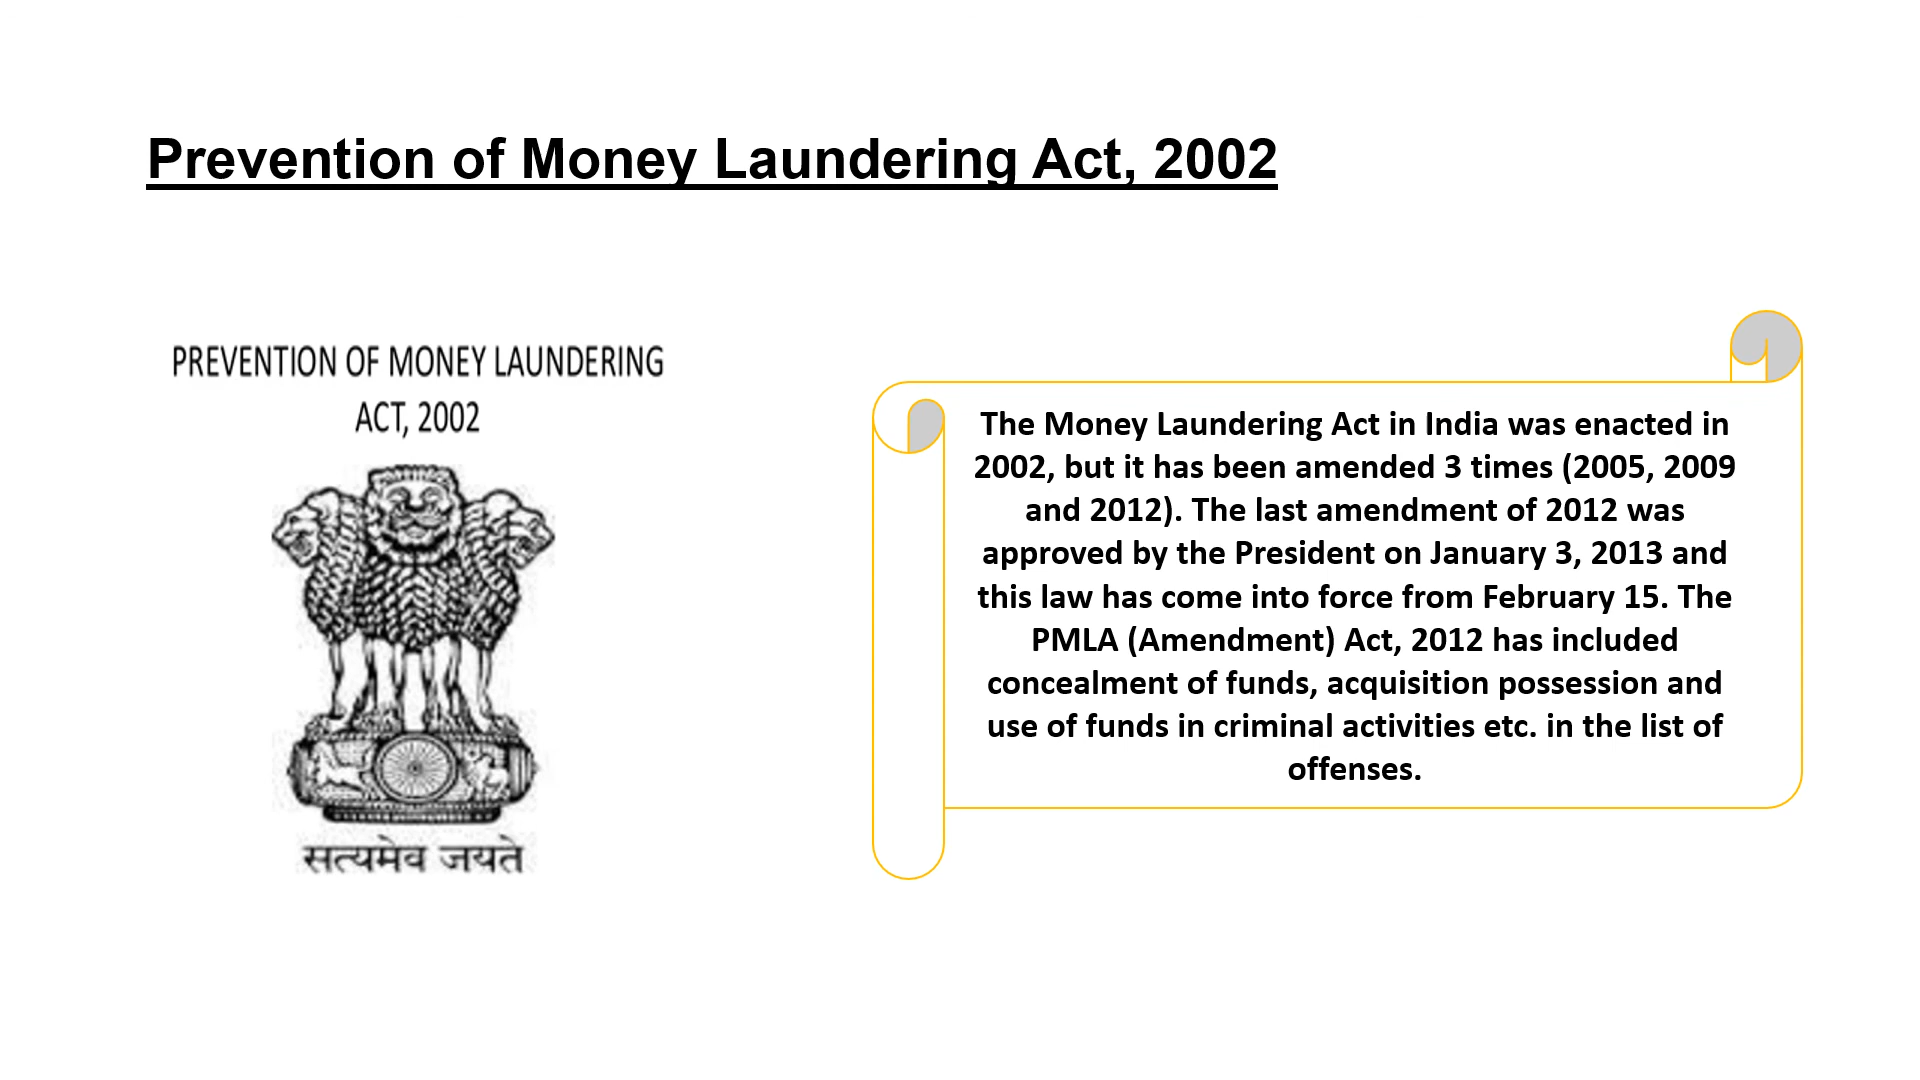 Prevention of Money Laundering Act, 2002
PREVENTION OF MONEY LAUNDERING
ACT, 2002
सत्यमेव जयते
The Money Laundering Act in India was enacted in
2002, but it has been amended 3 times (2005, 2009
and 2012). The last amendment of 2012 was
approved by the President on January 3, 2013 and
this law has come into force from February 15. The
PMLA (Amendment) Act, 2012 has included
concealment of funds, acquisition possession and
use of funds in criminal activities etc. in the list of
offenses.